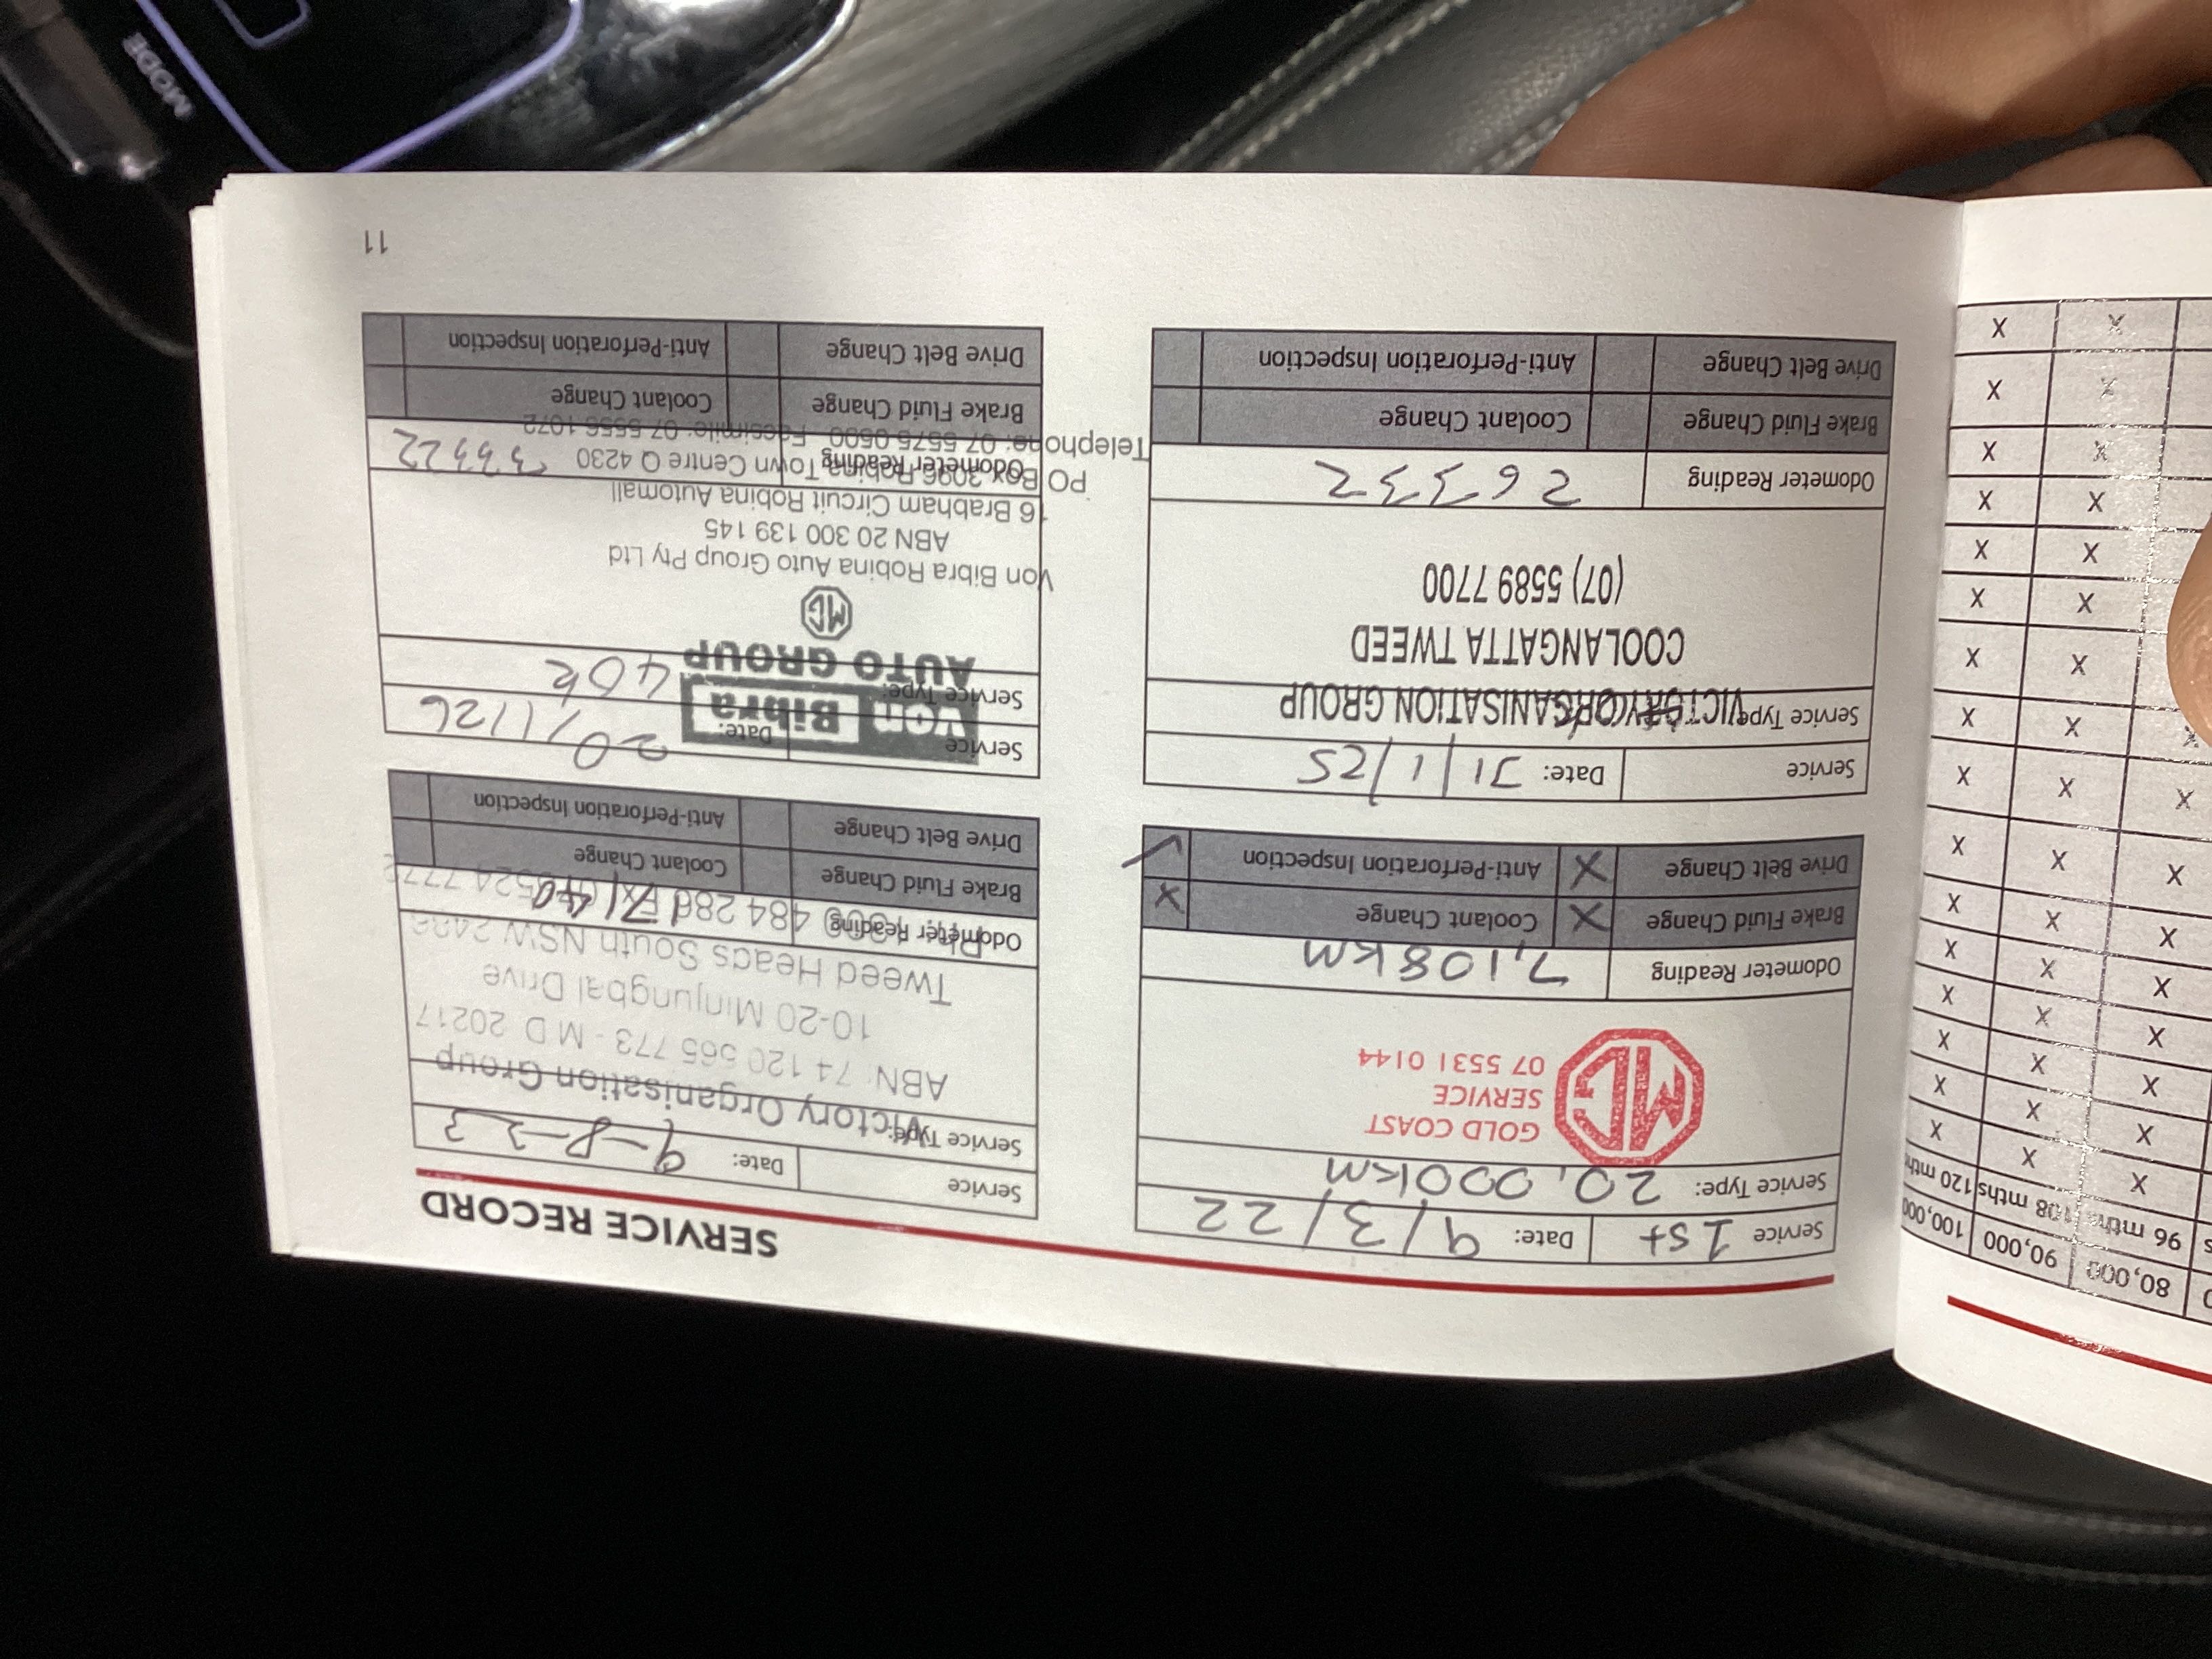 SERVICE RECORD
Service 1st Date: 9/3/22
Service Type: 20,000km
MG
GOLD COAST
SERVICE
07 5531 0144
Odometer Reading 7,108km
Brake Fluid Change X Coolant Change X
Drive Belt Change X Anti-Perforation Inspection ✓
Service Date: 9-8-23
Service Type:
Victory Organisation Group
ABN 74 120 565 773 - MD 20217
10-20 Minjungbal Drive
Tweed Heads South NSW 2486
Odometer Reading
Brake Fluid Change Coolant Change
Drive Belt Change Anti-Perforation Inspection
Service Date: 31/1/25
Service Type
VICTORY ORGANISATION GROUP
COOLANGATTA TWEED
(07) 5589 7700
Odometer Reading 26332
Brake Fluid Change Coolant Change
Drive Belt Change Anti-Perforation Inspection
Service Date: 20/1/26
Service Type: 40k
Von Bibra
AUTO GROUP
MG
Von Bibra Robina Auto Group Pty Ltd
ABN 20 300 139 145
16 Brabham Circuit Robina Automall
PO Box 3096 Robina Town Centre Q 4230
Telephone: 07 5575 0500 Facsimile: 07 5556 1072
Odometer Reading 33322
Brake Fluid Change Coolant Change
Drive Belt Change Anti-Perforation Inspection
11
80,000 90,000 100,000
96 mths 108 mths 120 mths
X X X
X X X
X X X
X X X
X X X
X X X
X X X
X X X
X X X
X X
X X
X X
X X
X X
X X
X X
X X
X X
MODE